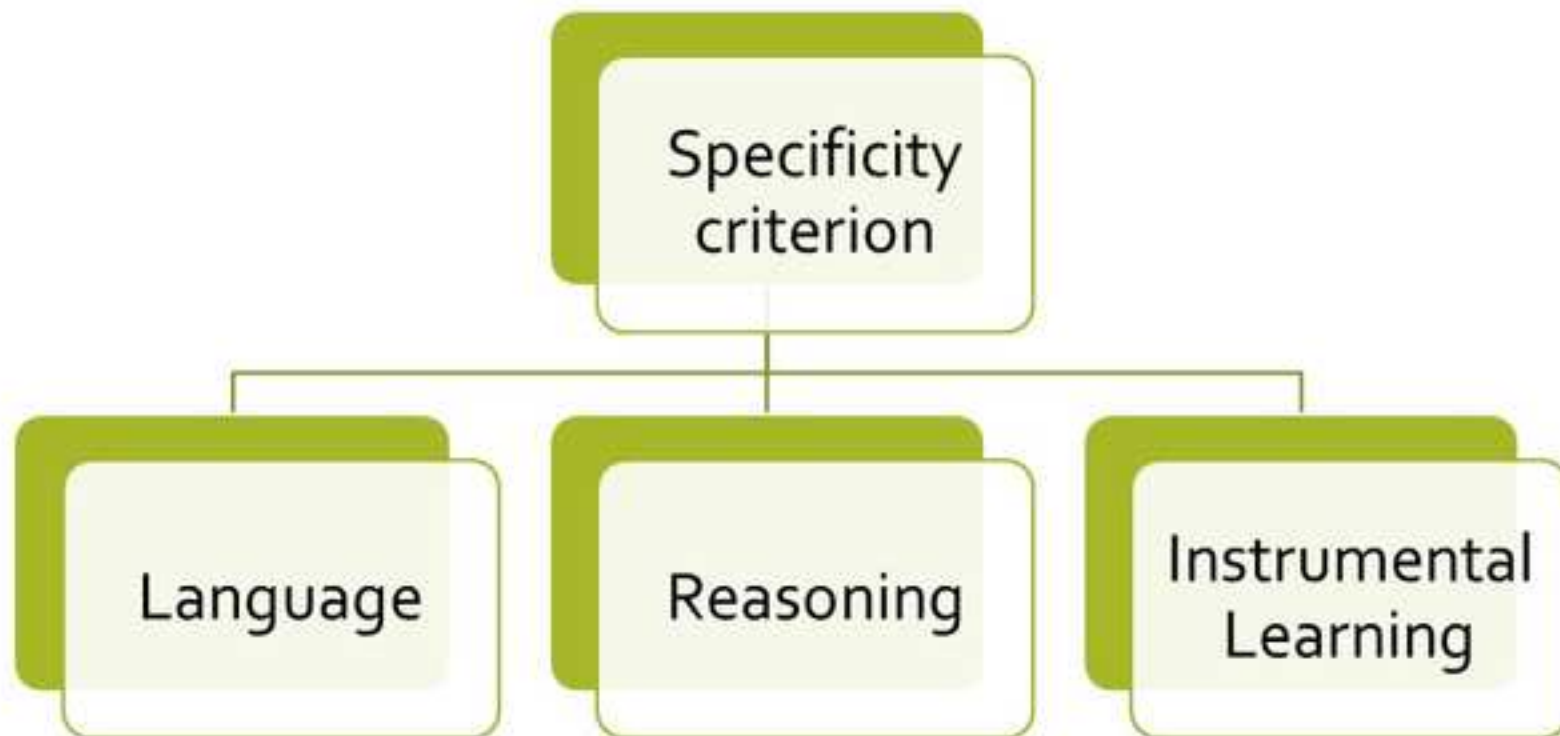 Specificity
criterion
Language
Reasoning
Instrumental
Learning